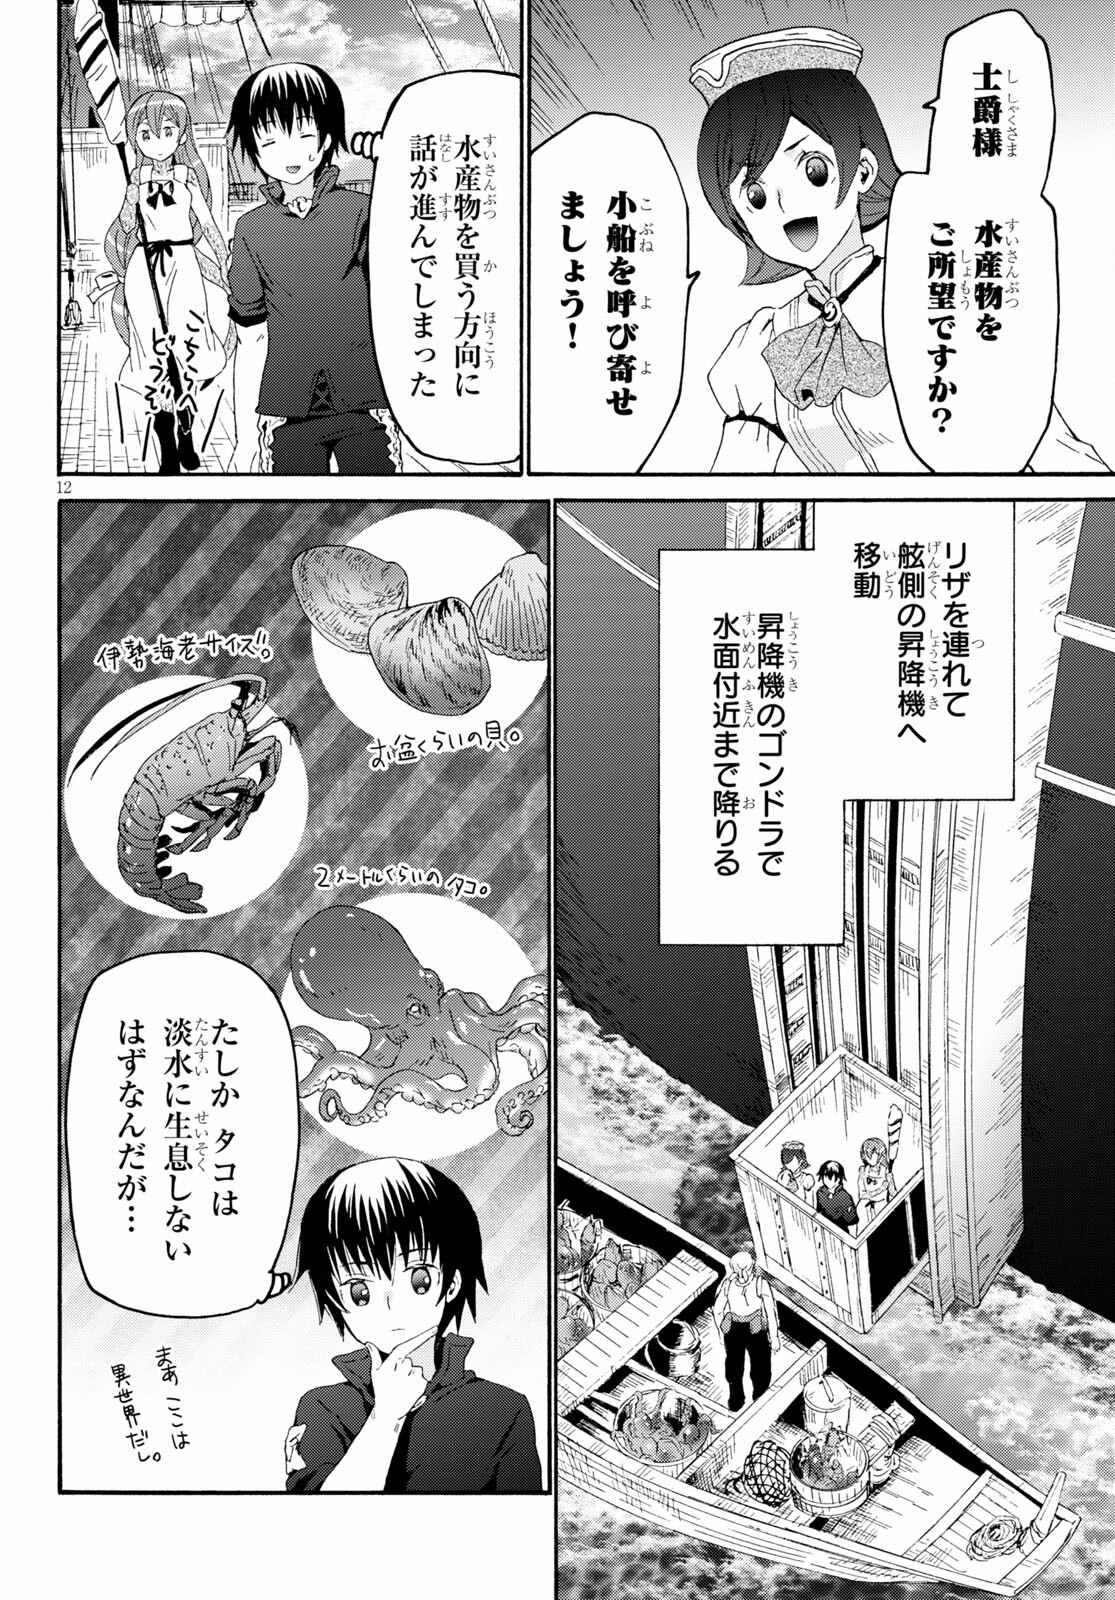 士爵様
水産物を
ご所望ですか?
小船を呼び寄せ
ましょう!
水産物を買う方向に
話が進んでしまった
こちらへ
どうぞ
12
リザを連れて
舷側の昇降機へ
移動
昇降機のゴンドラで
水面付近まで降りる
お盆くらいの貝。
伊勢海老サイズ。
2メートルくらいのタコ。
たしか タコは
淡水に生息しない
はずなんだが…
まあ ここは
異世界だし。